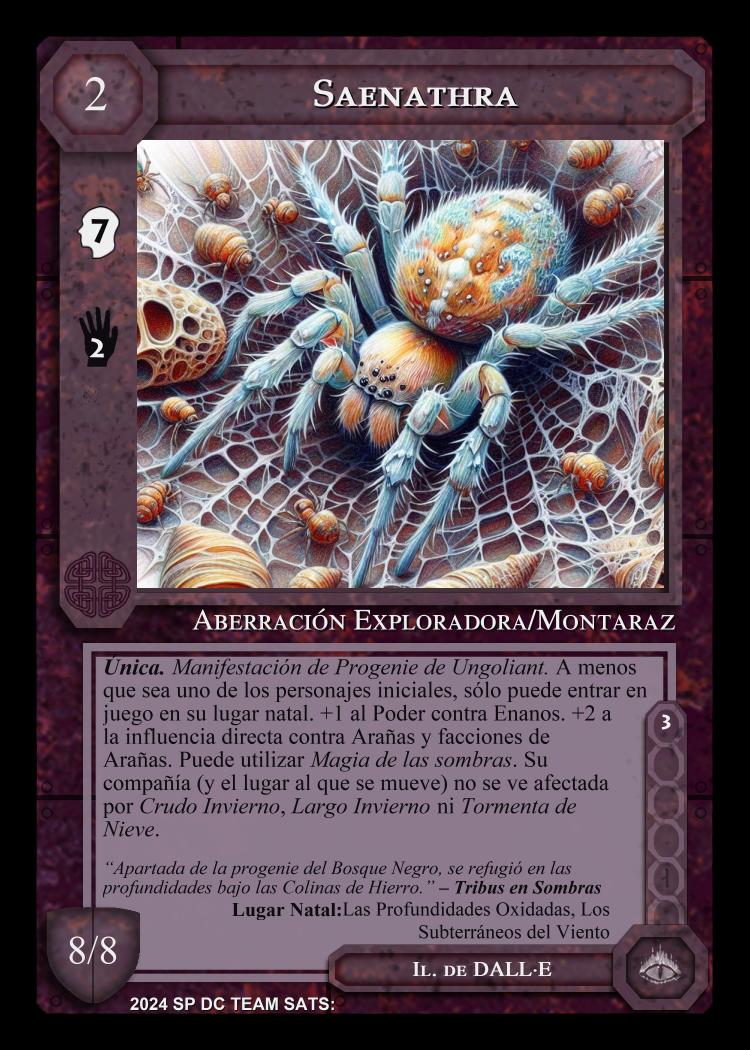 2
SAENATHRA
7
2
ABERRACIÓN EXPLORADORA/MONTARAZ
Única. Manifestación de Progenie de Ungoliant. A menos
que sea uno de los personajes iniciales, sólo puede entrar en
juego en su lugar natal. +1 al Poder contra Enanos. +2 a
la influencia directa contra Arañas y facciones de
Arañas. Puede utilizar Magia de las sombras. Su
compañía (y el lugar al que se mueve) no se ve afectada
por Crudo Invierno, Largo Invierno ni Tormenta de
Nieve.
3
“Apartada de la progenie del Bosque Negro, se refugió en las
profundidades bajo las Colinas de Hierro.” – Tribus en Sombras
Lugar Natal:Las Profundidades Oxidadas, Los
Subterráneos del Viento
8/8
IL. DE DALL·E
2024 SP DC TEAM SATS: